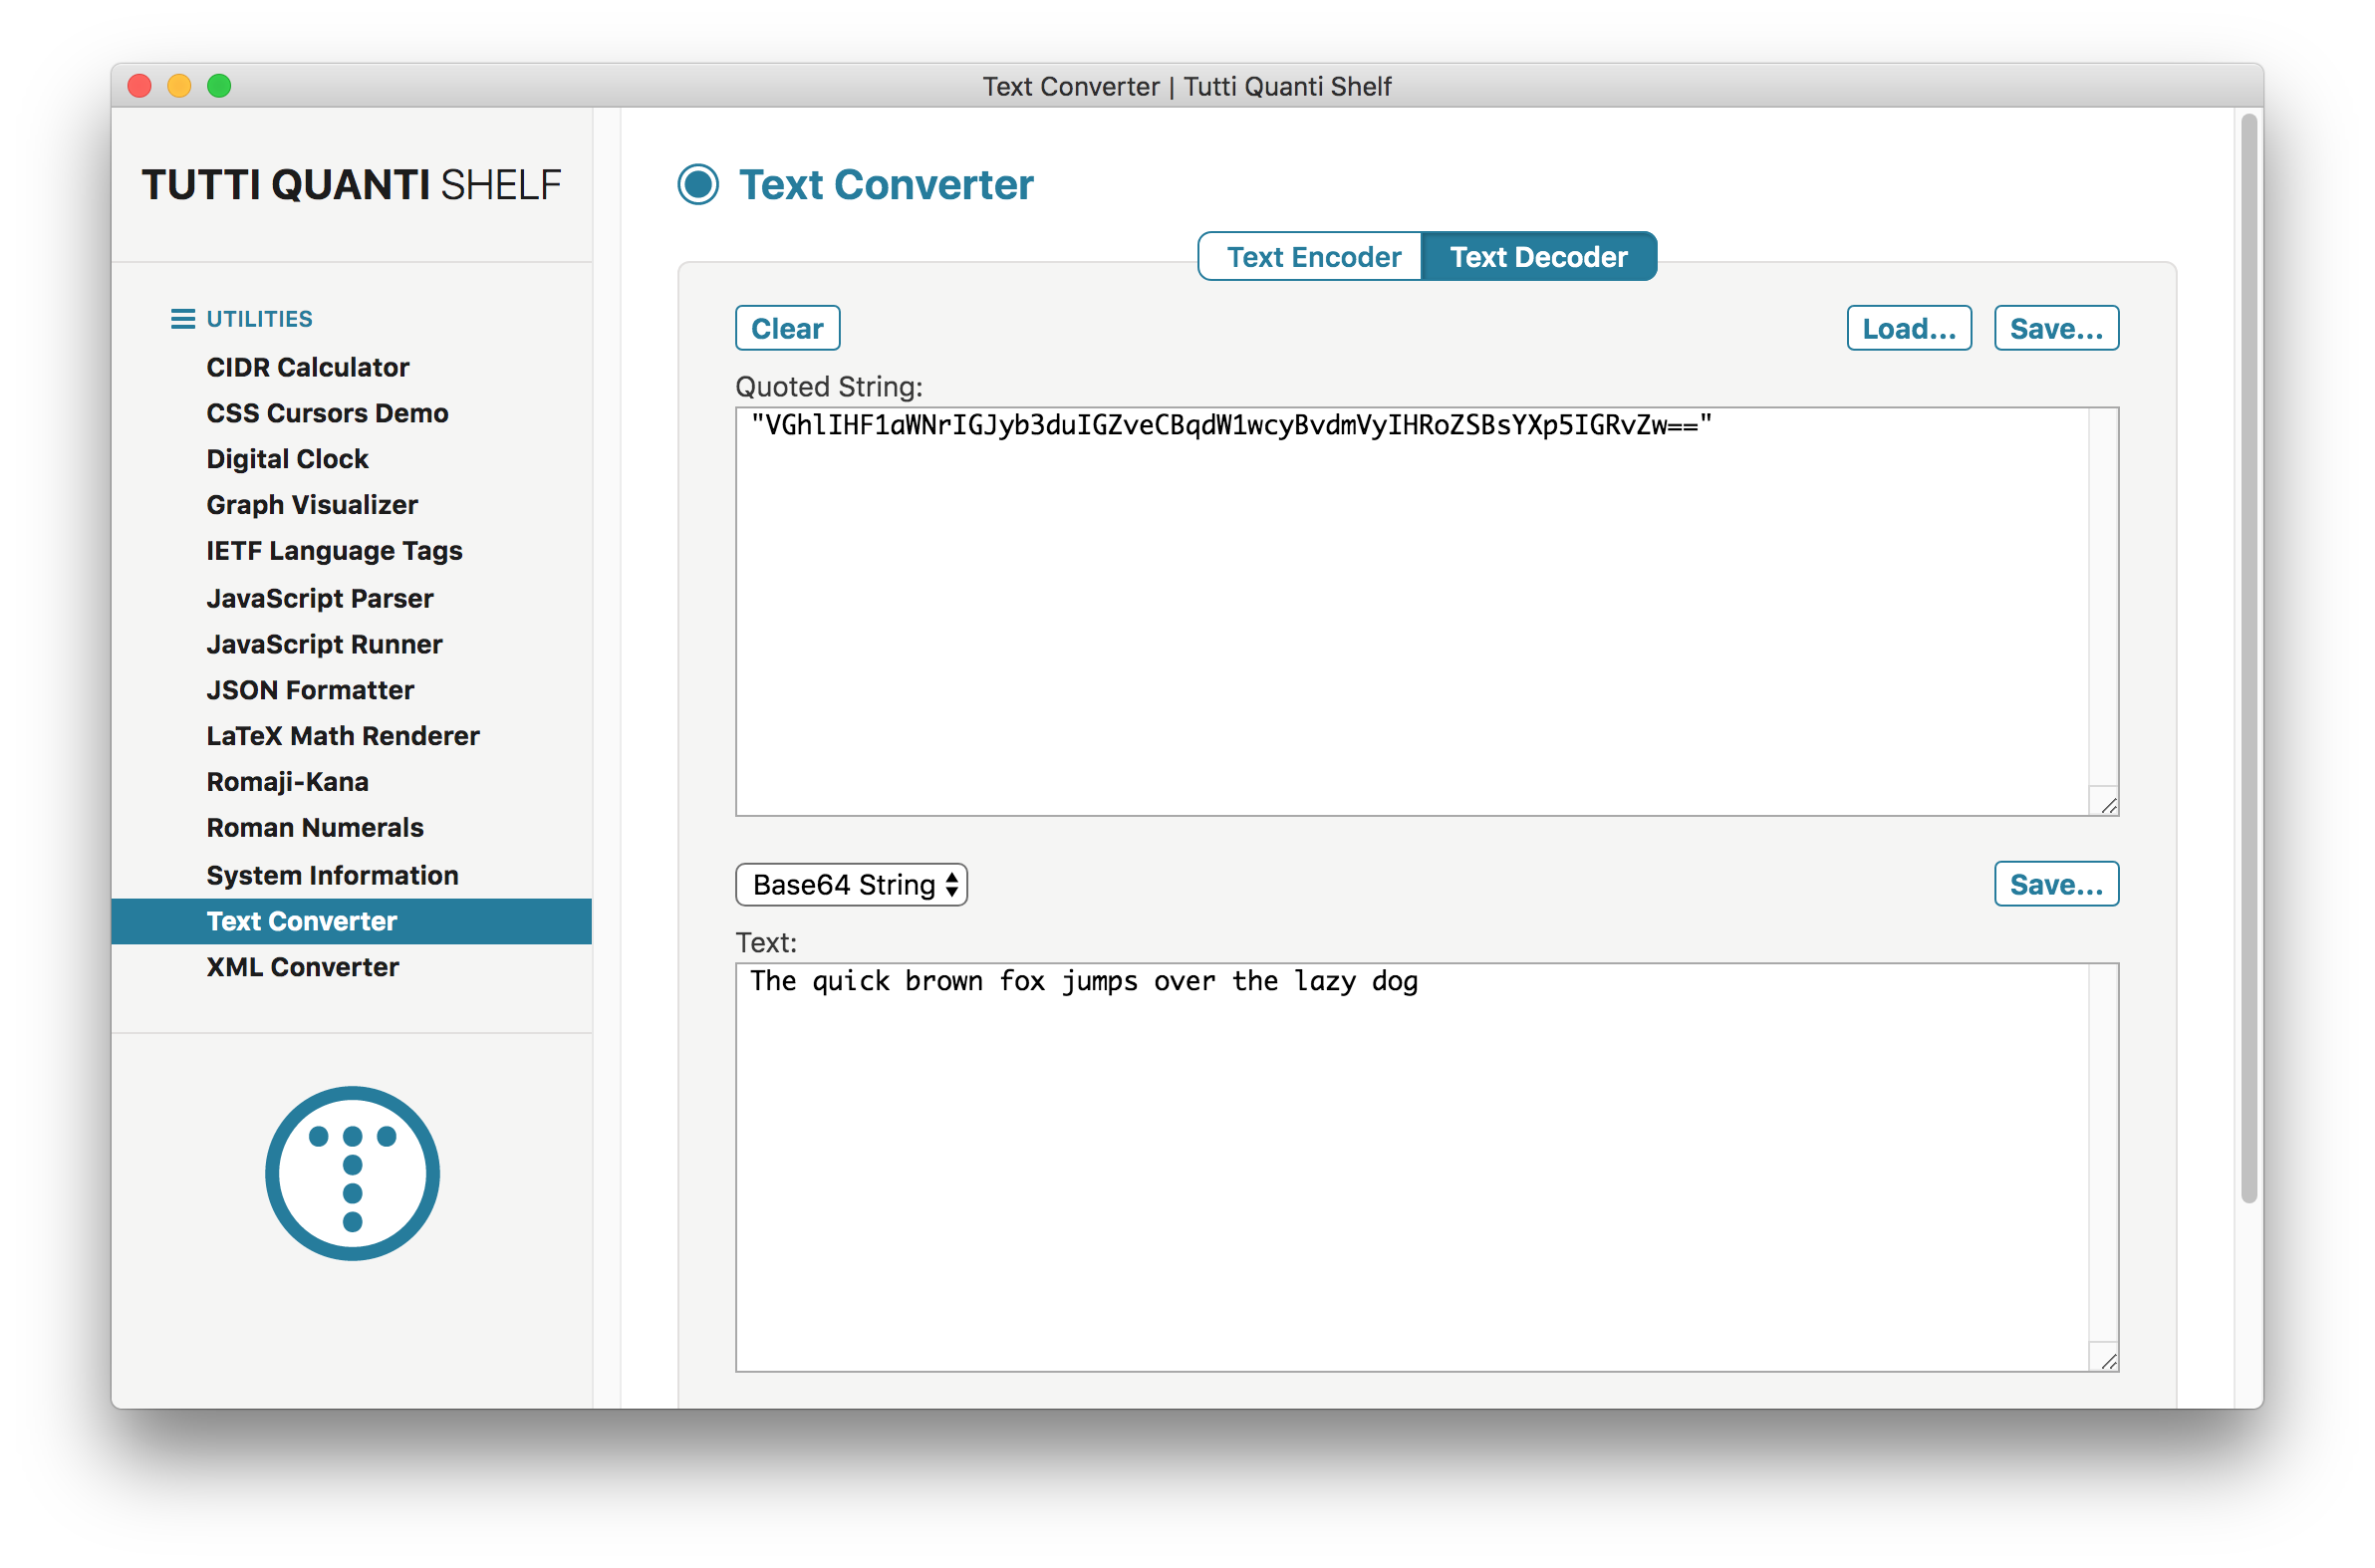 Text Converter | Tutti Quanti Shelf
TUTTI QUANTI SHELF
UTILITIES
CIDR Calculator
CSS Cursors Demo
Digital Clock
Graph Visualizer
IETF Language Tags
JavaScript Parser
JavaScript Runner
JSON Formatter
LaTeX Math Renderer
Romaji-Kana
Roman Numerals
System Information
Text Converter
XML Converter
Text Converter
Text Encoder Text Decoder
Clear Load... Save...
Quoted String:
"VGhlIHF1aWNrIGJyb3duIGZveCBqdW1wcyBvdmVyIHRoZSBsYXp5IGRvZw=="
Base64 String Save...
Text:
The quick brown fox jumps over the lazy dog